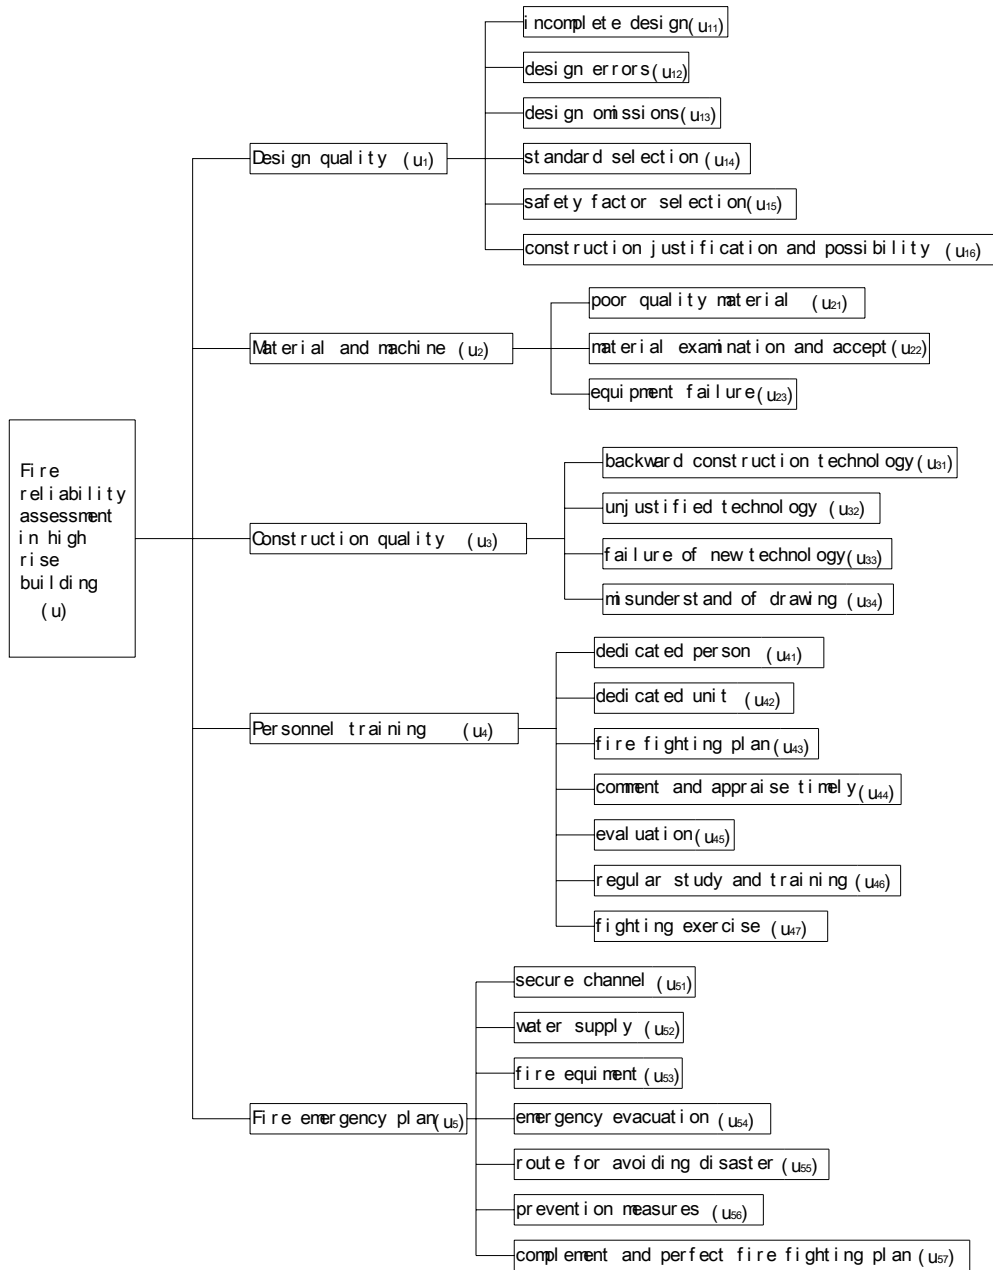 Fire
reliability
assessment
in high
rise
building
(u)
Design quality (u1)
incomplete design(u11)
design errors(u12)
design omissions(u13)
standard selection (u14)
safety factor selection(u15)
construction justification and possibility (u16)
Material and machine (u2)
poor quality material (u21)
material examination and accept(u22)
equipment failure(u23)
Construction quality (u3)
backward construction technology(u31)
unjustified technology (u32)
failure of new technology(u33)
misunderstand of drawing (u34)
Personnel training (u4)
dedicated person (u41)
dedicated unit (u42)
fire fighting plan(u43)
comment and appraise timely(u44)
evaluation(u45)
regular study and training (u46)
fighting exercise (u47)
Fire emergency plan(u5)
secure channel (u51)
water supply (u52)
fire equiment (u53)
emergency evacuation (u54)
route for avoiding disaster (u55)
prevention measures (u56)
complement and perfect fire fighting plan (u57)